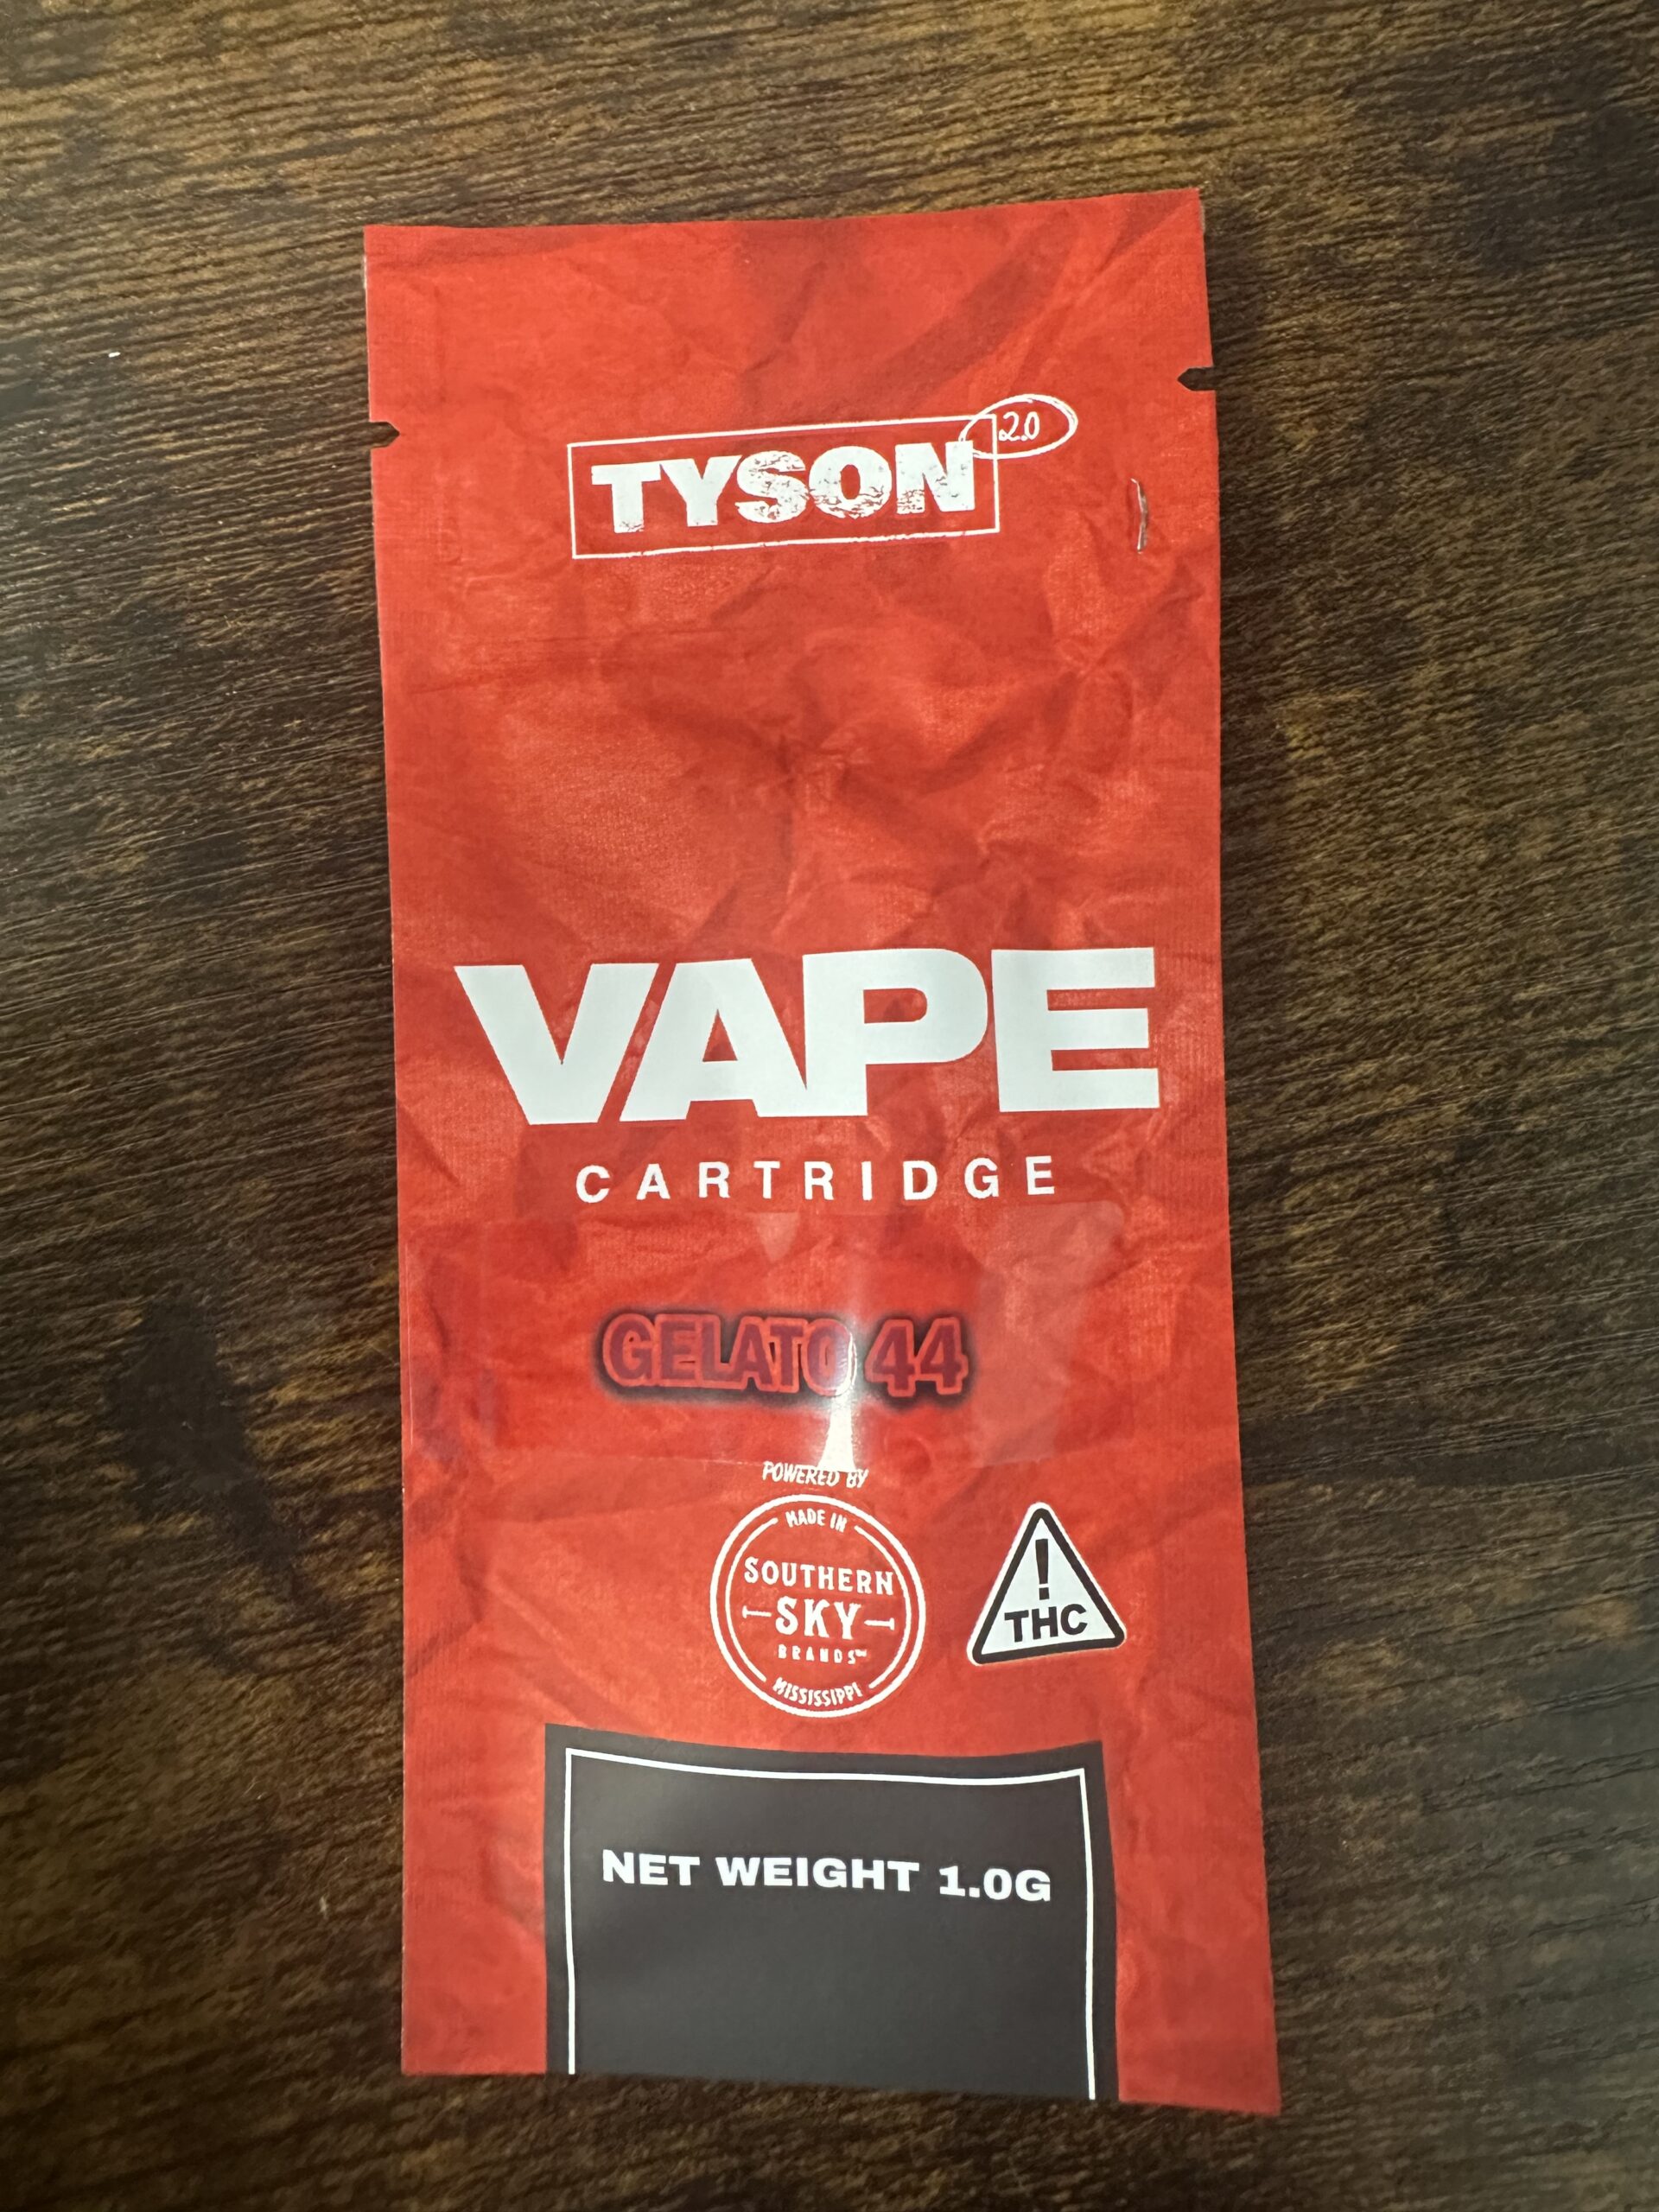 TYSON 2.0
VAPE
CARTRIDGE
GELATO 44
POWERED BY
MADE IN
SOUTHERN
SKY
BRANDS™
MISSISSIPPI
!
THC
NET WEIGHT 1.0G